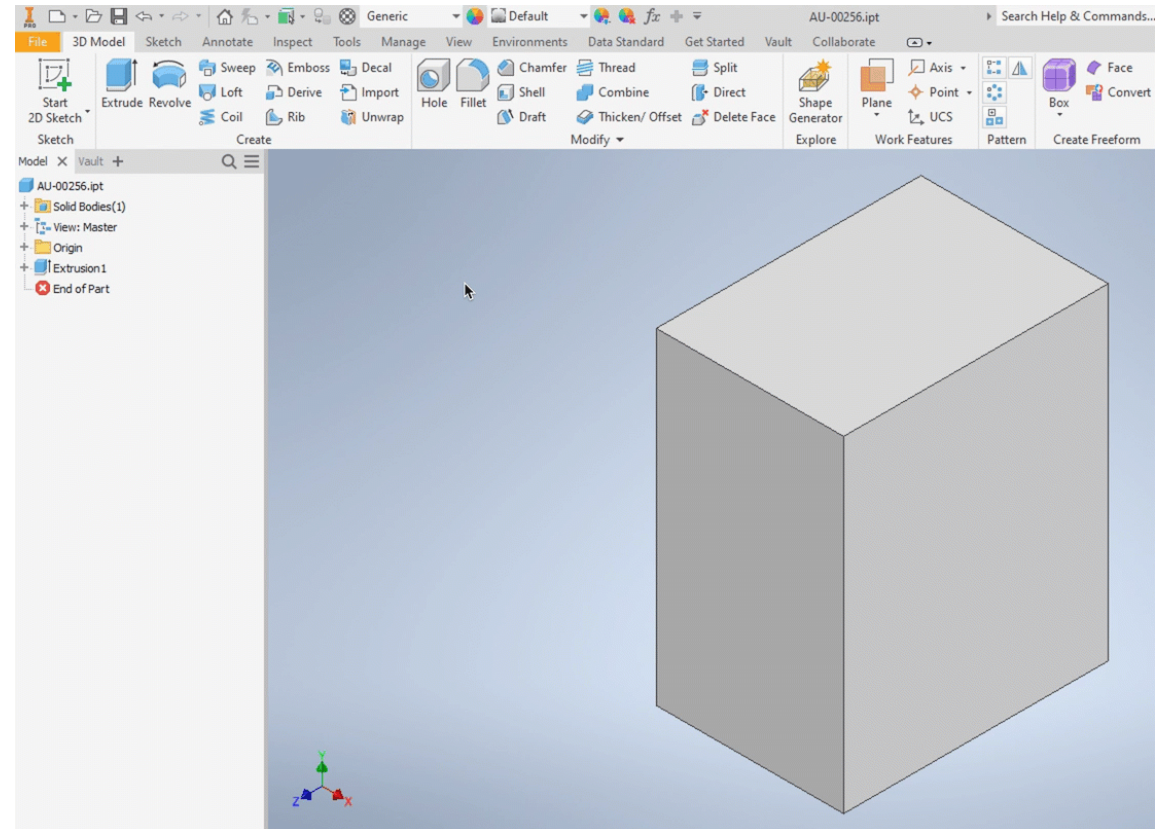 PRO Generic Default fx AU-00256.ipt Search Help & Commands...
File 3D Model Sketch Annotate Inspect Tools Manage View Environments Data Standard Get Started Vault Collaborate
Sweep Emboss Decal Chamfer Thread Split Axis Face
Start 2D Sketch Extrude Revolve Loft Derive Import Hole Fillet Shell Combine Direct Shape Generator Plane Point Box Convert
Coil Rib Unwrap Draft Thicken/ Offset Delete Face UCS
Sketch Create Modify Explore Work Features Pattern Create Freeform
Model Vault
AU-00256.ipt
Solid Bodies(1)
View: Master
Origin
Extrusion1
End of Part
Y
Z X